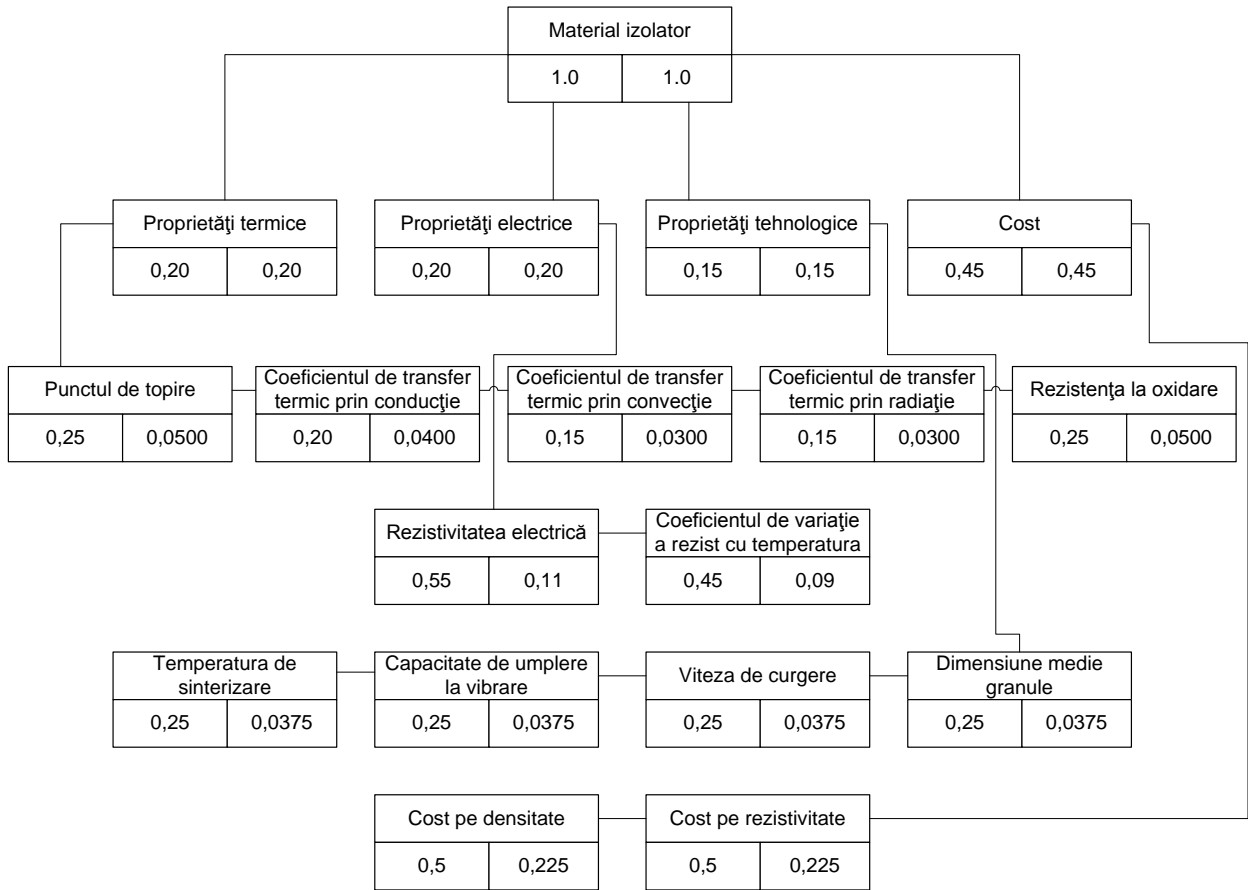 Material izolator
1.0 1.0
Proprietăţi termice
0,20 0,20
Proprietăţi electrice
0,20 0,20
Proprietăţi tehnologice
0,15 0,15
Cost
0,45 0,45
Punctul de topire
0,25 0,0500
Coeficientul de transfer
termic prin conducţie
0,20 0,0400
Coeficientul de transfer
termic prin convecţie
0,15 0,0300
Coeficientul de transfer
termic prin radiaţie
0,15 0,0300
Rezistenţa la oxidare
0,25 0,0500
Rezistivitatea electrică
0,55 0,11
Coeficientul de variaţie
a rezist cu temperatura
0,45 0,09
Temperatura de
sinterizare
0,25 0,0375
Capacitate de umplere
la vibrare
0,25 0,0375
Viteza de curgere
0,25 0,0375
Dimensiune medie
granule
0,25 0,0375
Cost pe densitate
0,5 0,225
Cost pe rezistivitate
0,5 0,225